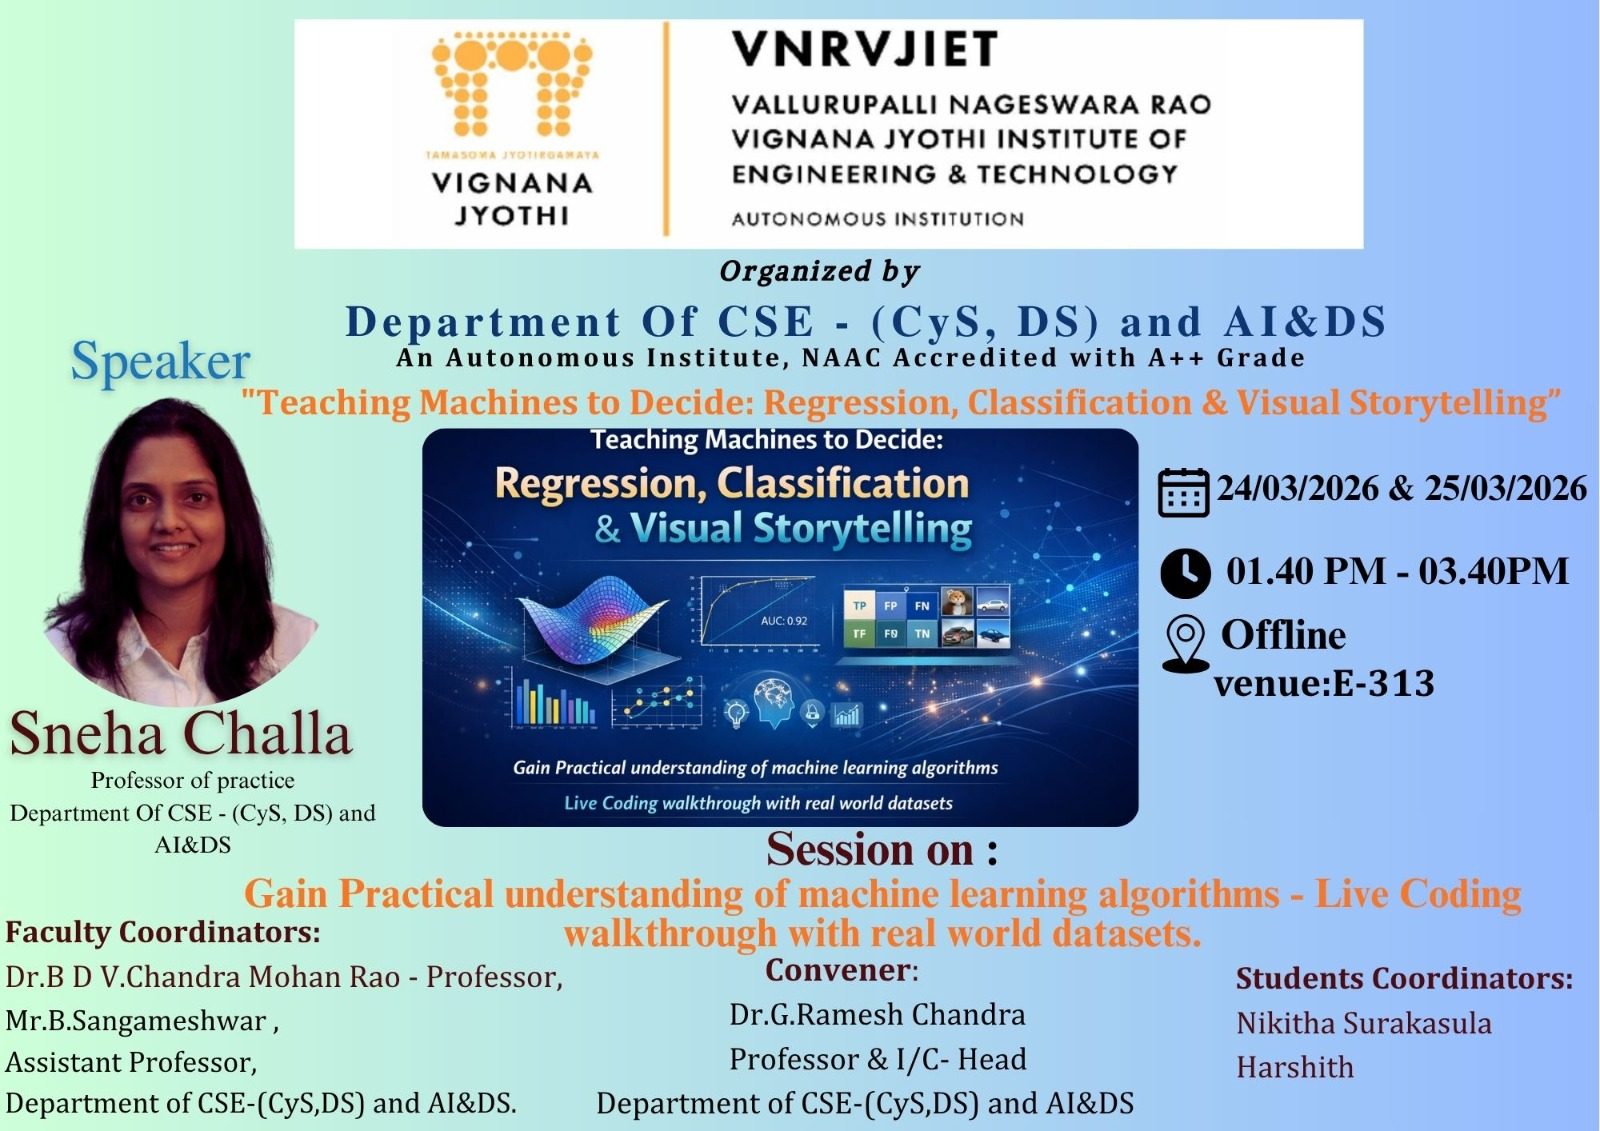 VNRVJIET
VALLURUPALLI NAGESWARA RAO
VIGNANA JYOTHI INSTITUTE OF
ENGINEERING & TECHNOLOGY
AUTONOMOUS INSTITUTION
TAMASOMA JYOTIRGAMAYA
VIGNANA
JYOTHI
Organized by
Department Of CSE - (CyS, DS) and AI&DS
An Autonomous Institute, NAAC Accredited with A++ Grade
"Teaching Machines to Decide: Regression, Classification & Visual Storytelling”
Speaker
Sneha Challa
Professor of practice
Department Of CSE - (CyS, DS) and
AI&DS
Teaching Machines to Decide:
Regression, Classification
& Visual Storytelling
AUC: 0.92
TP FP FN
TF FN TN
Gain Practical understanding of machine learning algorithms
Live Coding walkthrough with real world datasets
24/03/2026 & 25/03/2026
01.40 PM - 03.40PM
Offline
venue:E-313
Session on :
Gain Practical understanding of machine learning algorithms - Live Coding
walkthrough with real world datasets.
Faculty Coordinators:
Dr.B D V.Chandra Mohan Rao - Professor,
Mr.B.Sangameshwar ,
Assistant Professor,
Department of CSE-(CyS,DS) and AI&DS.
Convener:
Dr.G.Ramesh Chandra
Professor & I/C- Head
Department of CSE-(CyS,DS) and AI&DS
Students Coordinators:
Nikitha Surakasula
Harshith